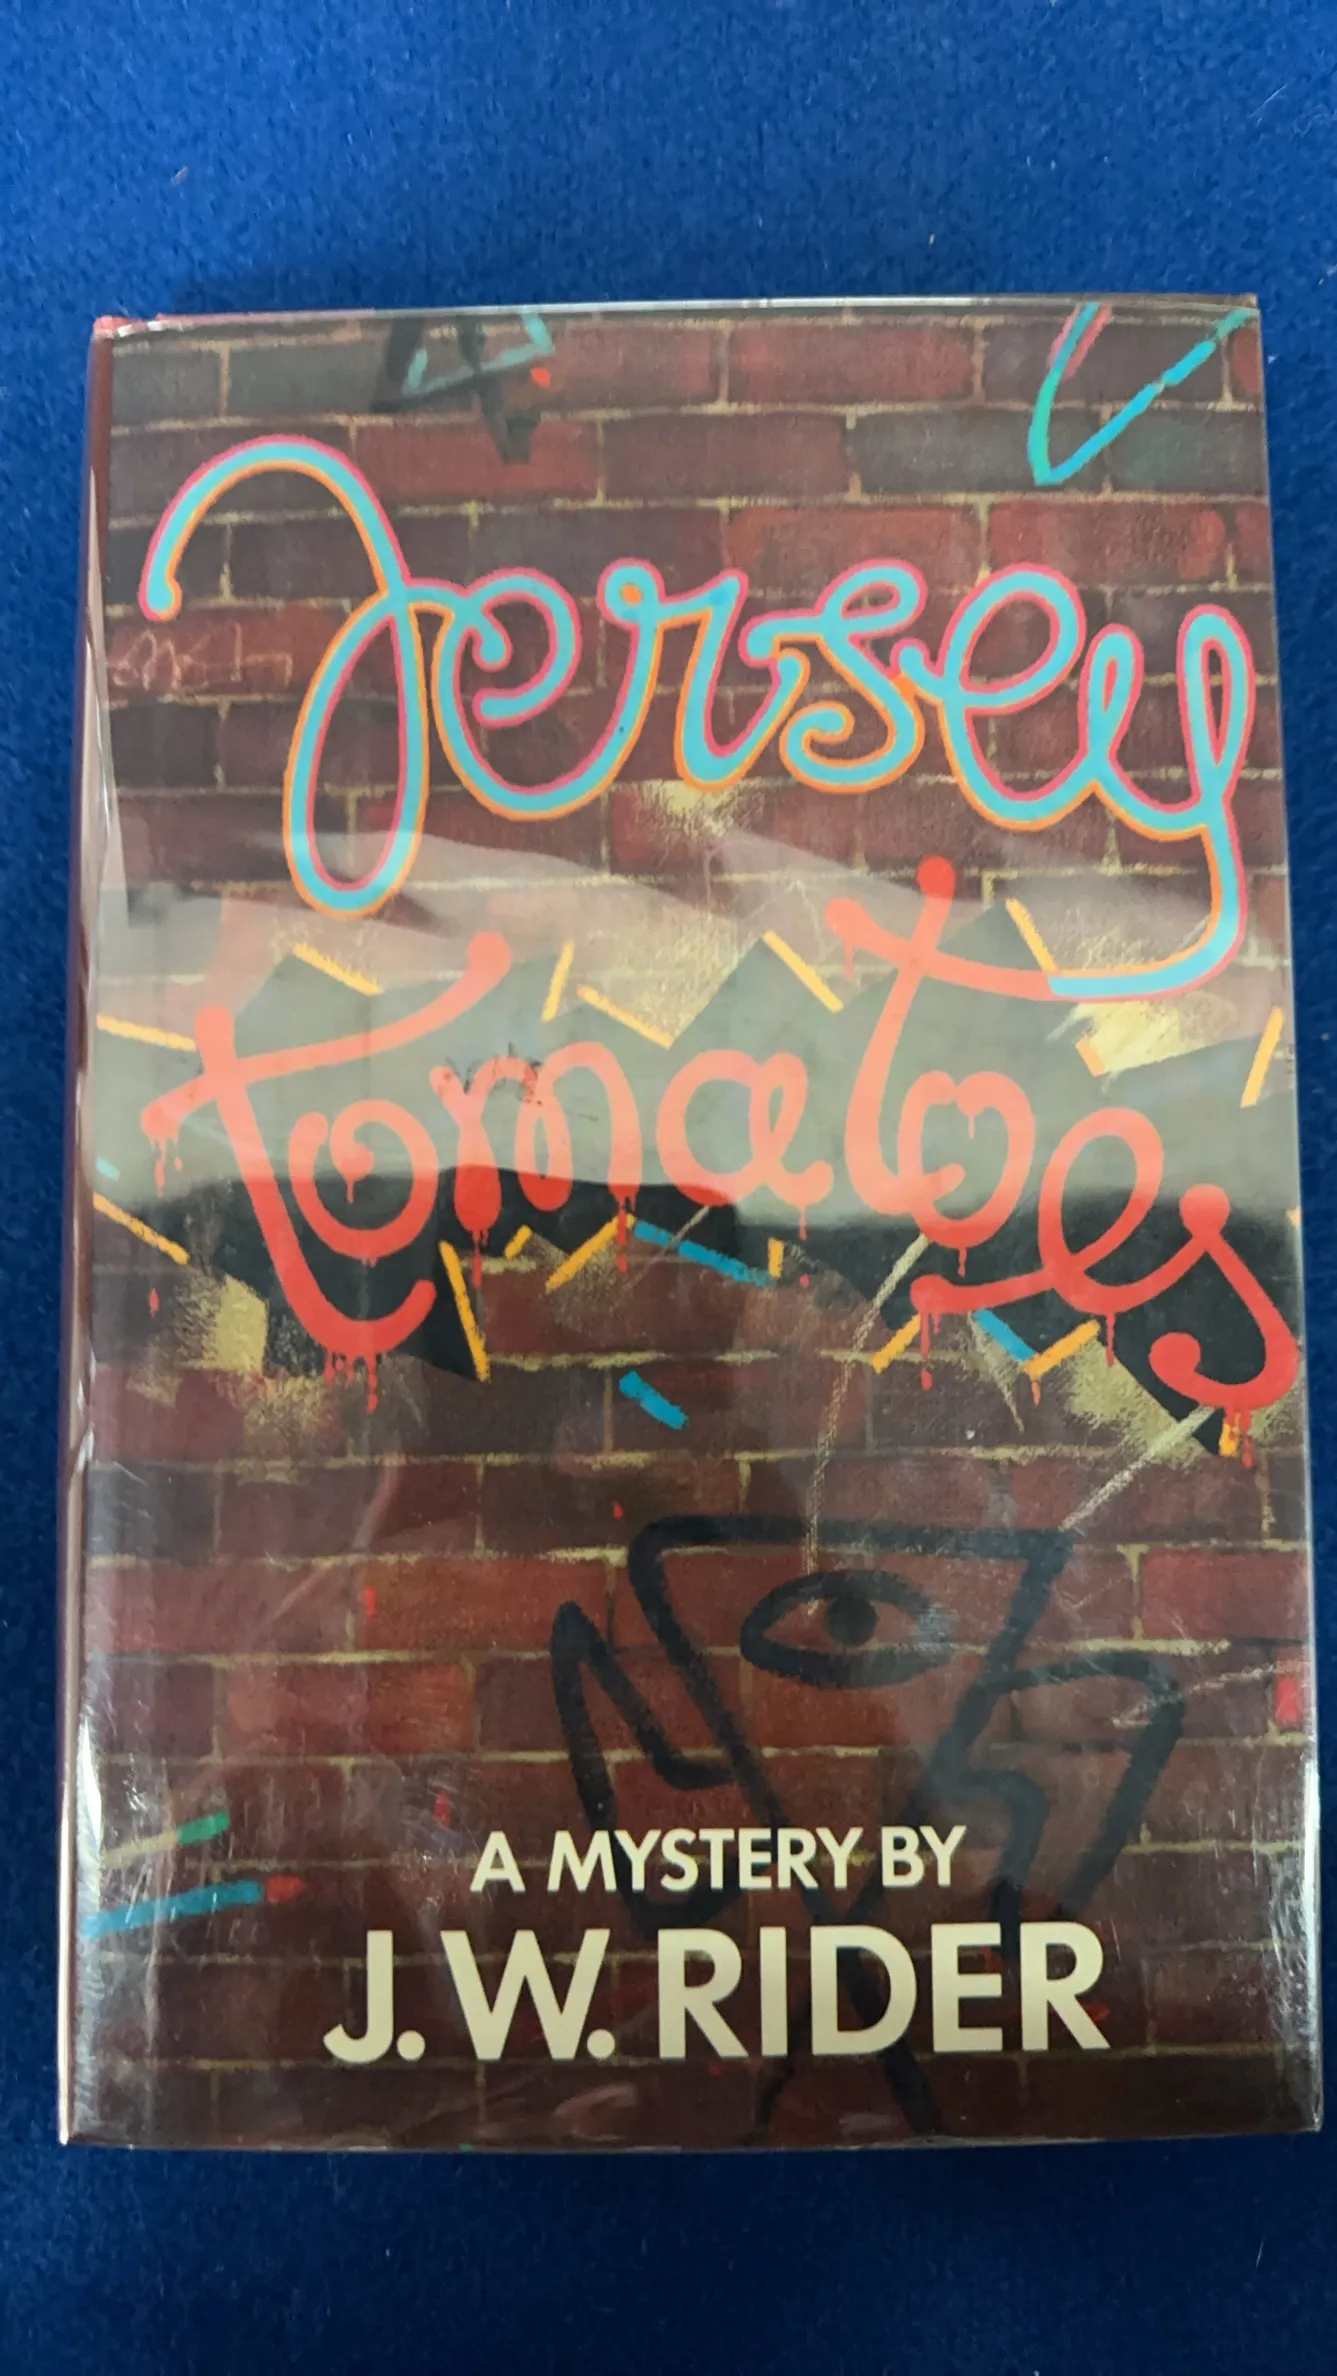 Jersey
tomatoes
A MYSTERY BY
J. W. RIDER